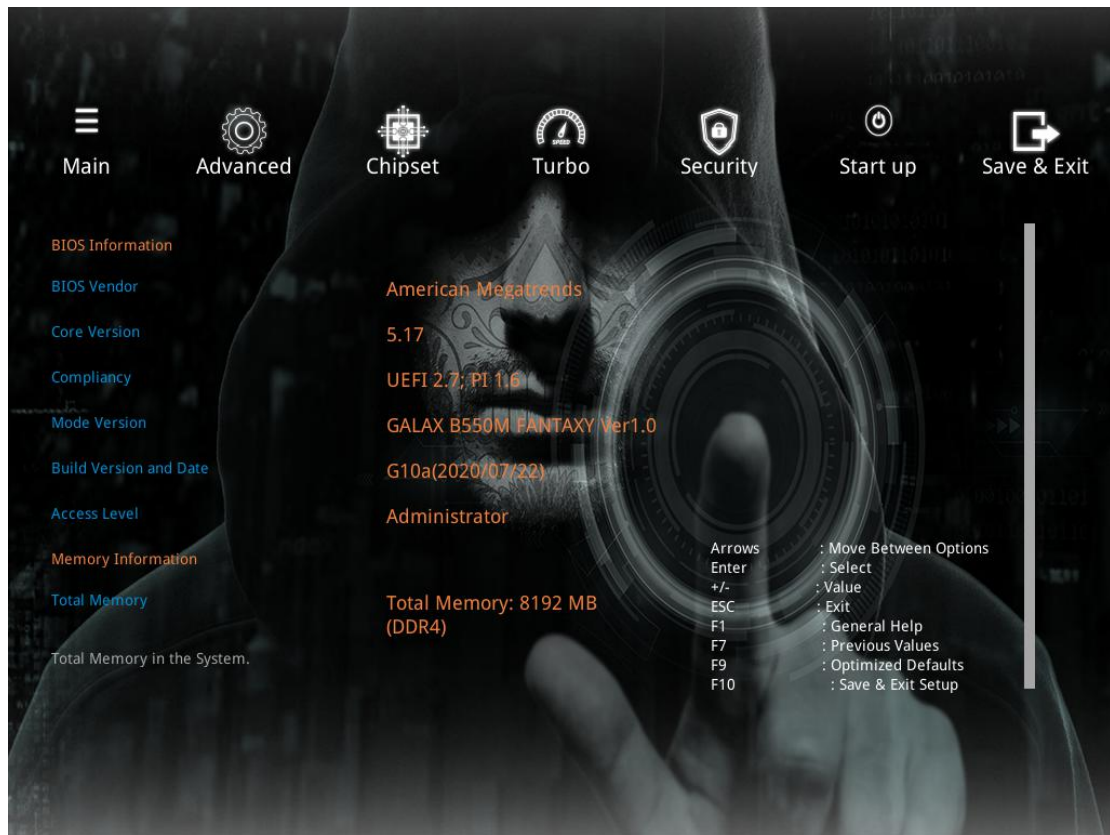 Main Advanced Chipset Turbo Security Start up Save & Exit
SPEED
BIOS Information
BIOS Vendor American Megatrends
Core Version 5.17
Compliancy UEFI 2.7; PI 1.6
Mode Version GALAX B550M FANTAXY Ver1.0
Build Version and Date G10a(2020/07/22)
Access Level Administrator
Memory Information
Total Memory Total Memory: 8192 MB
(DDR4)
Total Memory in the System.
Arrows : Move Between Options
Enter : Select
+/- : Value
ESC : Exit
F1 : General Help
F7 : Previous Values
F9 : Optimized Defaults
F10 : Save & Exit Setup